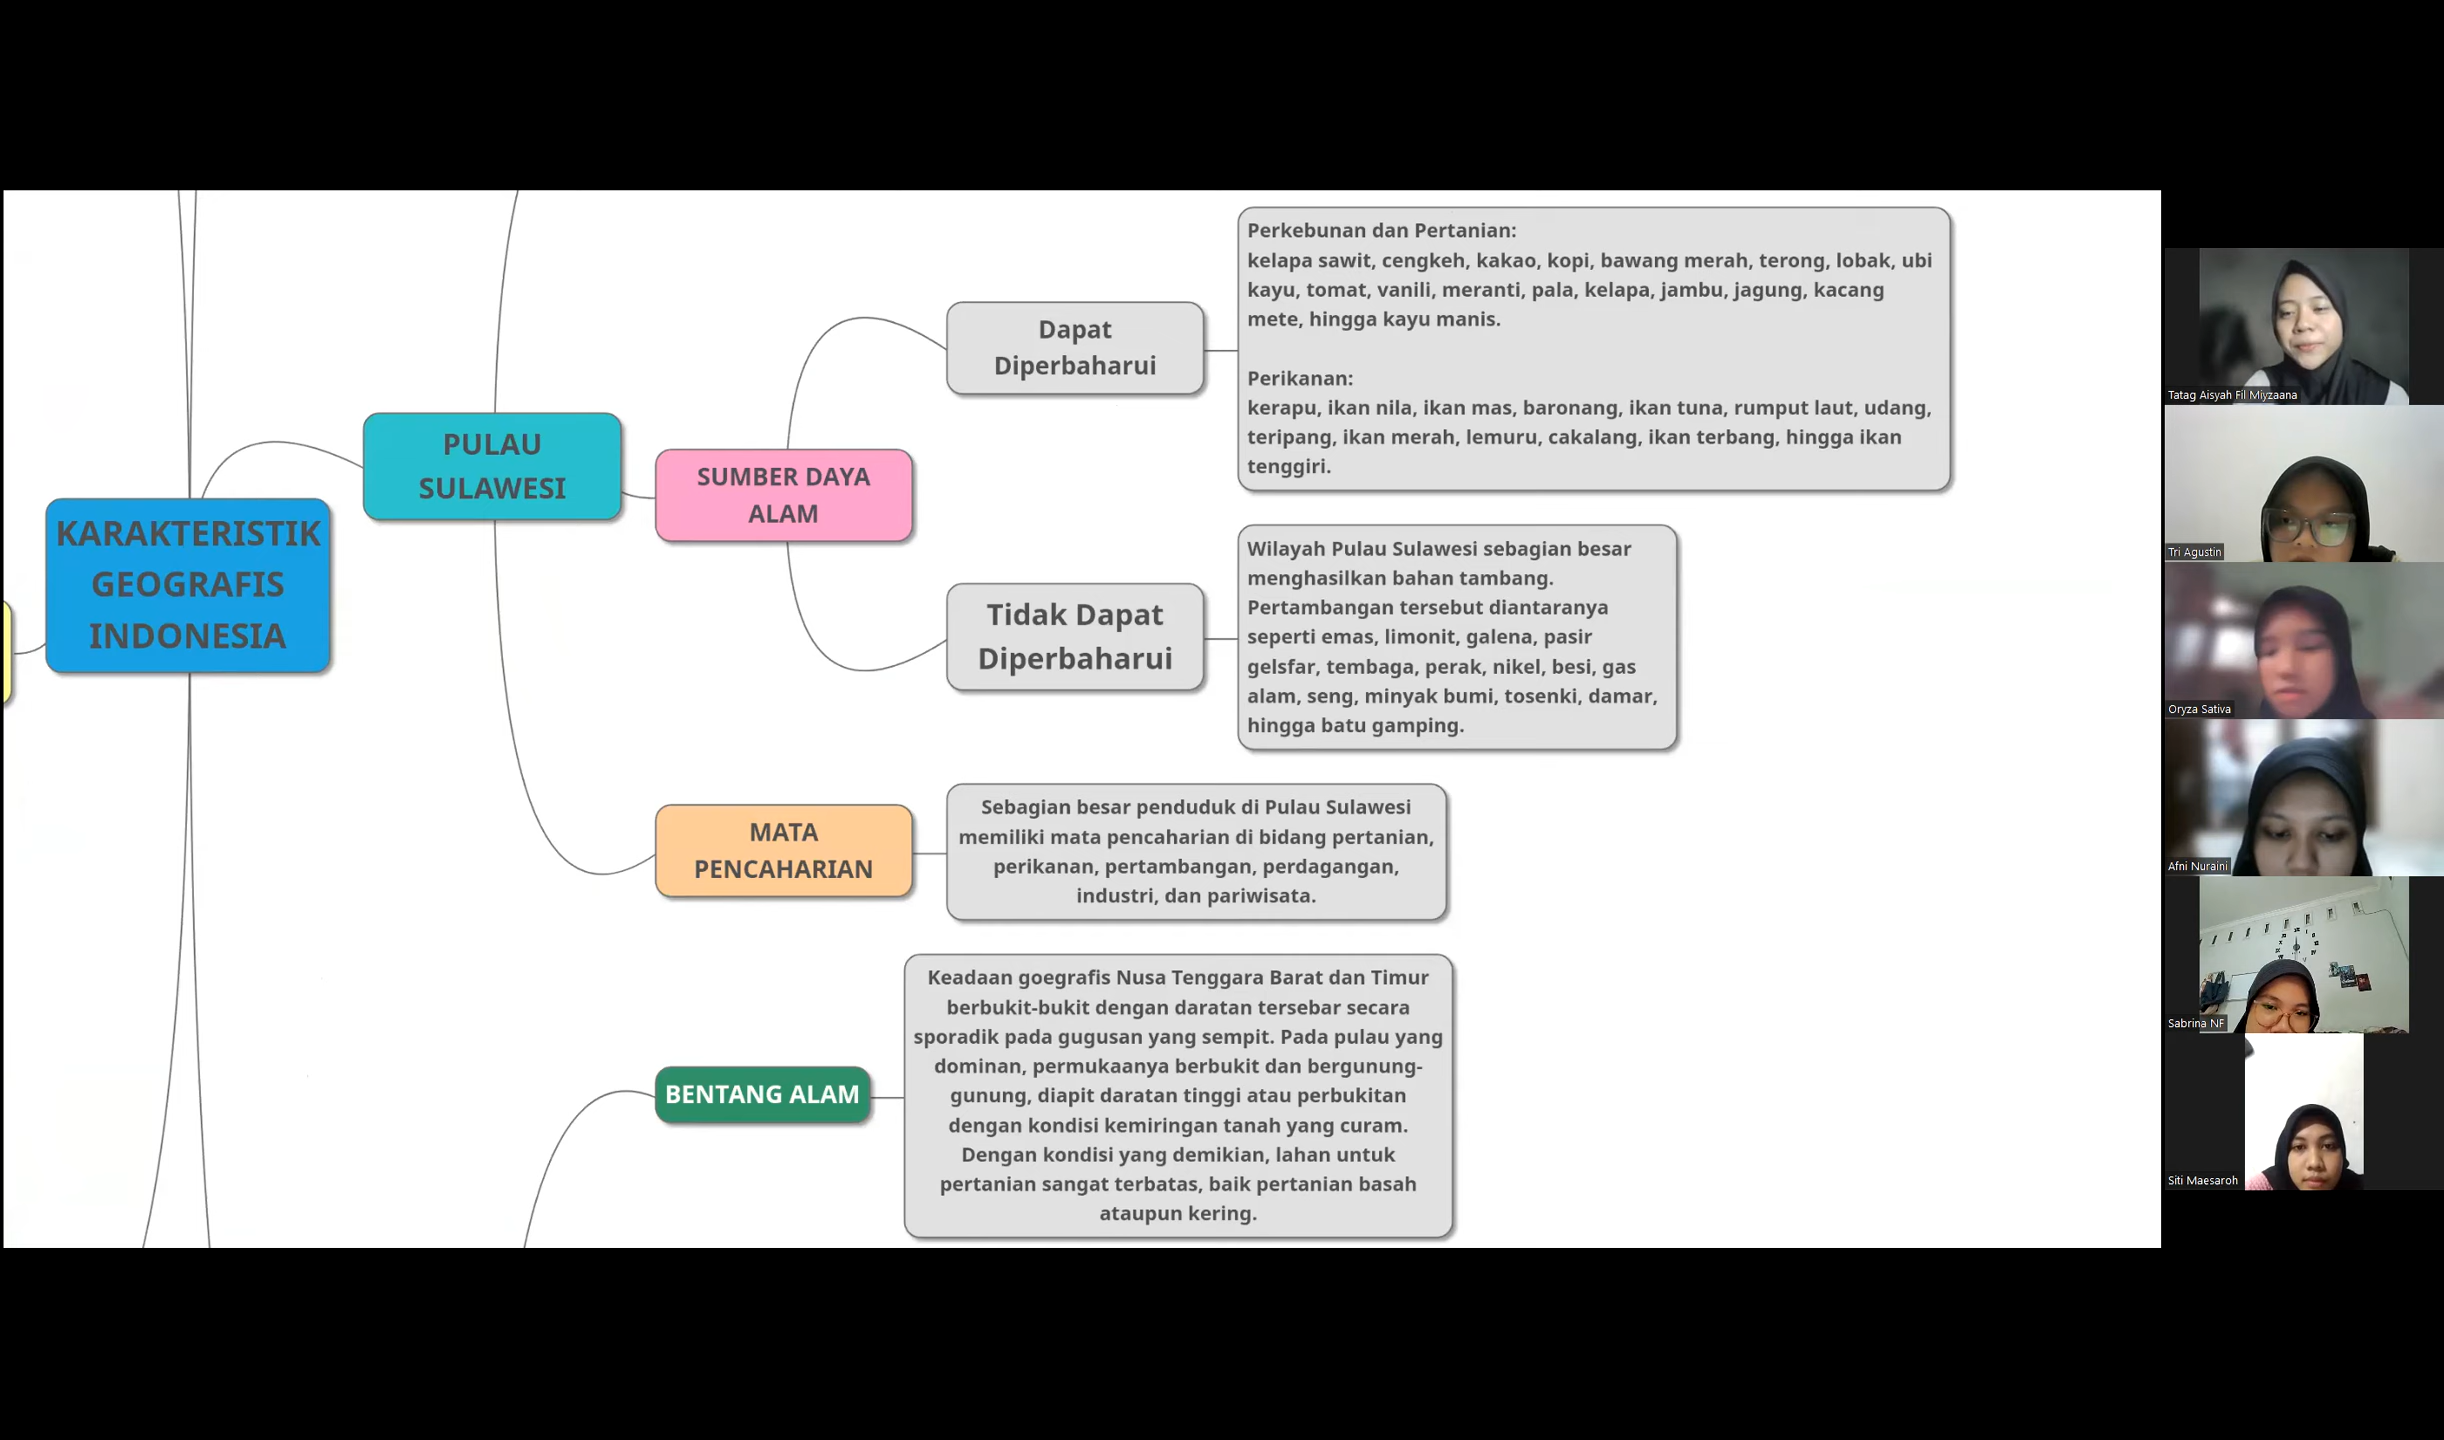 KARAKTERISTIK
GEOGRAFIS
INDONESIA
PULAU
SULAWESI
SUMBER DAYA
ALAM
Dapat
Diperbaharui
Perkebunan dan Pertanian:
kelapa sawit, cengkeh, kakao, kopi, bawang merah, terong, lobak, ubi
kayu, tomat, vanili, meranti, pala, kelapa, jambu, jagung, kacang
mete, hingga kayu manis.
Perikanan:
kerapu, ikan nila, ikan mas, baronang, ikan tuna, rumput laut, udang,
teripang, ikan merah, lemuru, cakalang, ikan terbang, hingga ikan
tenggiri.
Tidak Dapat
Diperbaharui
Wilayah Pulau Sulawesi sebagian besar
menghasilkan bahan tambang.
Pertambangan tersebut diantaranya
seperti emas, limonit, galena, pasir
gelsfar, tembaga, perak, nikel, besi, gas
alam, seng, minyak bumi, tosenki, damar,
hingga batu gamping.
MATA
PENCAHARIAN
Sebagian besar penduduk di Pulau Sulawesi
memiliki mata pencaharian di bidang pertanian,
perikanan, pertambangan, perdagangan,
industri, dan pariwisata.
BENTANG ALAM
Keadaan goegrafis Nusa Tenggara Barat dan Timur
berbukit-bukit dengan daratan tersebar secara
sporadik pada gugusan yang sempit. Pada pulau yang
dominan, permukaanya berbukit dan bergunung-
gunung, diapit daratan tinggi atau perbukitan
dengan kondisi kemiringan tanah yang curam.
Dengan kondisi yang demikian, lahan untuk
pertanian sangat terbatas, baik pertanian basah
ataupun kering.
Tatag Aisyah Fil Miyzaana
Tri Agustin
Oryza Sativa
Afni Nuraini
Sabrina NF
Siti Maesaroh